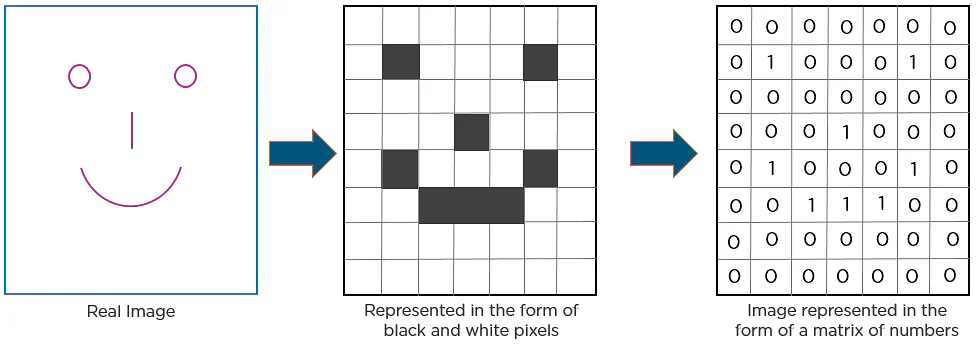 0 0 0 0 0 0 0
0 1 0 0 0 1 0
0 0 0 0 0 0 0
0 0 0 1 0 0 0
0 1 0 0 0 1 0
0 0 1 1 1 0 0
0 0 0 0 0 0 0
0 0 0 0 0 0 0
Real Image
Represented in the form of
black and white pixels
Image represented in the
form of a matrix of numbers